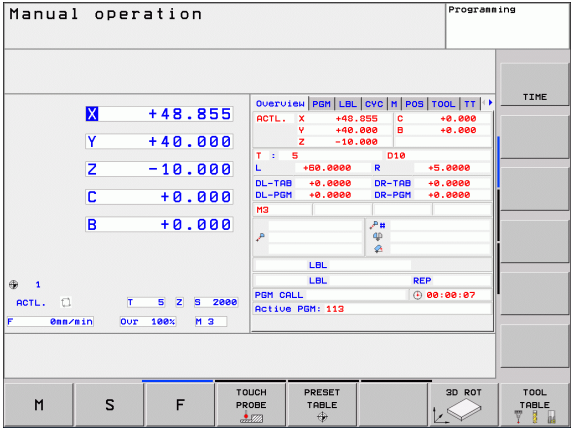 Manual operation
Programming
TIME
X +48.855
Y +40.000
Z -10.000
C +0.000
B +0.000
1
ACTL. T 5 Z S 2000
F 0mm/min Ovr 100% M 3
Overview PGM LBL CYC M POS TOOL TT
ACTL. X +48.855 C +0.000
Y +40.000 B +0.000
Z -10.000
T : 5 D10
L +60.0000 R +5.0000
DL-TAB +0.0000 DR-TAB +0.0000
DL-PGM +0.0000 DR-PGM +0.0000
M3
#
LBL
LBL REP
PGM CALL 00:00:07
Active PGM: 113
M
S
F
TOUCH
PROBE
PRESET
TABLE
3D ROT
TOOL
TABLE